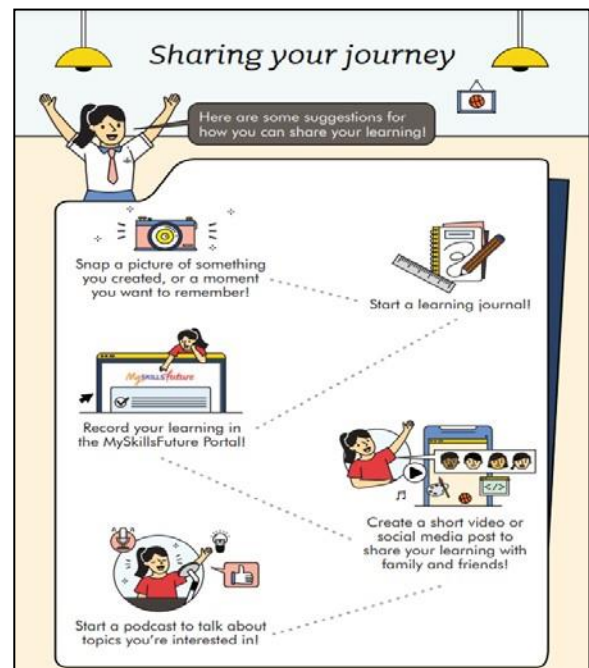 Sharing your journey
Here are some suggestions for
how you can share your learning!
Snap a picture of something
you created, or a moment
you want to remember!
Start a learning journal!
MySKILLSfuture
Record your learning in
the MySkillsFuture Portal!
</>
Create a short video or
social media post to
share your learning with
family and friends!
Start a podcast to talk about
topics you're interested in!